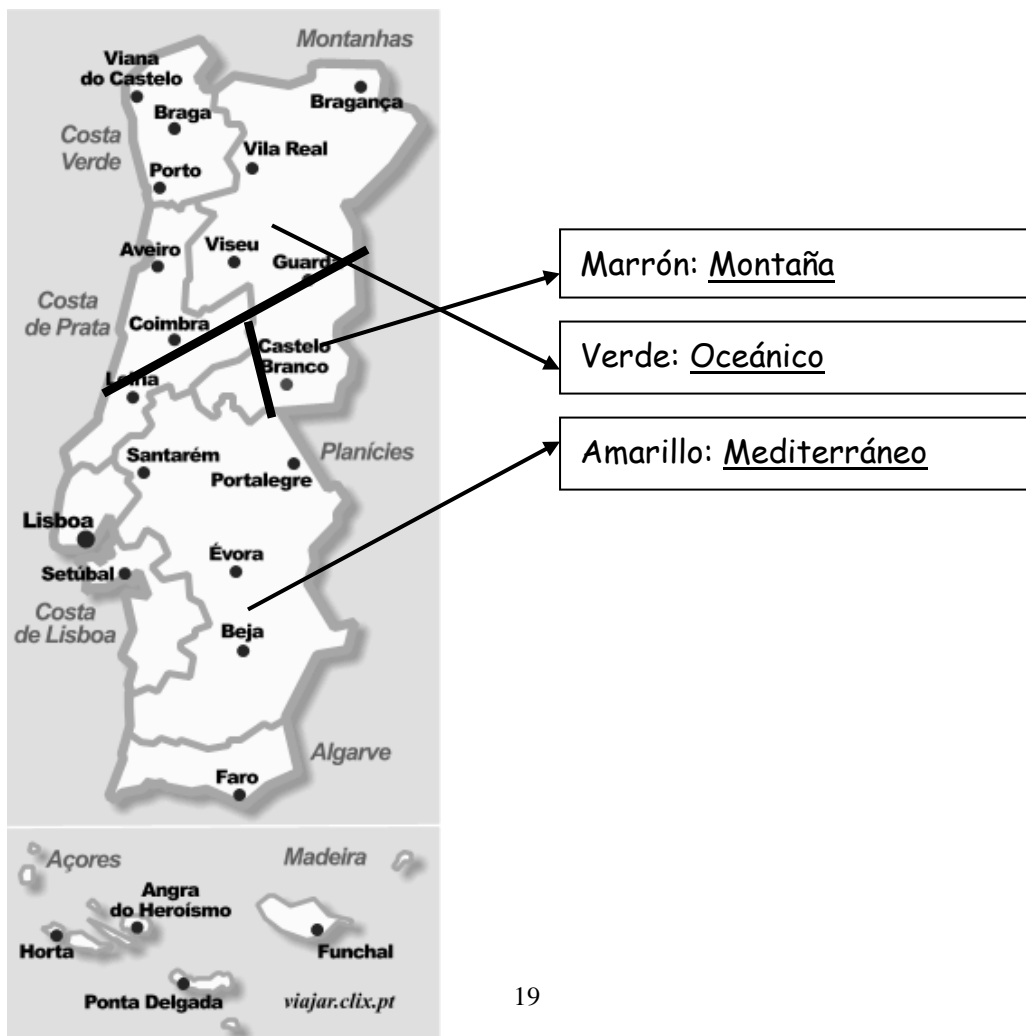 Montanhas
Viana
do Castelo
Bragança
Braga
Costa
Verde
Vila Real
Porto
Aveiro
Viseu
Guarda
Costa
de Prata
Coimbra
Castelo
Branco
Leiria
Santarém
Planícies
Portalegre
Lisboa
Évora
Setúbal
Costa
de Lisboa
Beja
Algarve
Faro
Marrón: Montaña
Verde: Oceánico
Amarillo: Mediterráneo
Açores
Madeira
Angra
do Heroísmo
Horta
Funchal
Ponta Delgada
viajar.clix.pt
19